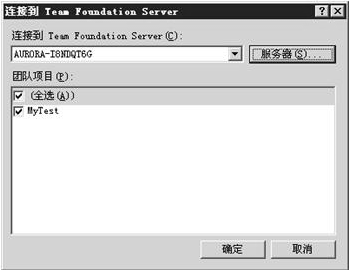 连接到 Team Foundation Server
连接到 Team Foundation Server(C):
AURORA-I8NDQT6G
服务器(S)...
团队项目(P):
(全选(A))
MyTest
确定
取消